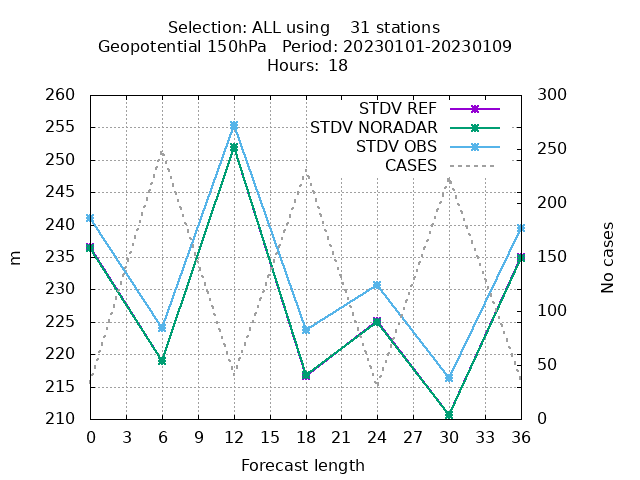 Selection: ALL using    31 stations
Geopotential 150hPa   Period: 20230101-20230109
Hours:  18
STDV REF
STDV NORADAR
STDV OBS
CASES
260
255
250
245
240
235
230
225
220
215
210
m
300
250
200
150
100
50
0
No cases
0 3 6 9 12 15 18 21 24 27 30 33 36
Forecast length